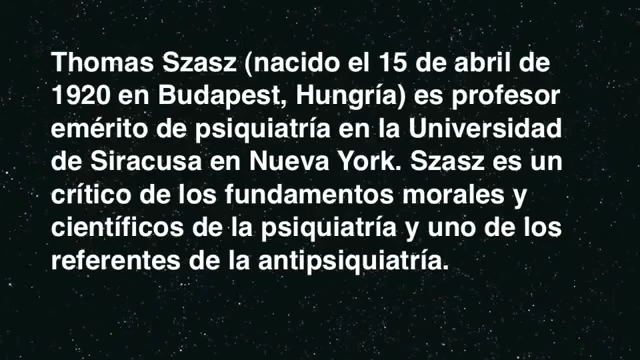 Thomas Szasz (nacido el 15 de abril de
1920 en Budapest, Hungría) es profesor
emérito de psiquiatría en la Universidad
de Siracusa en Nueva York. Szasz es un
crítico de los fundamentos morales y
científicos de la psiquiatría y uno de los
referentes de la antipsiquiatría.